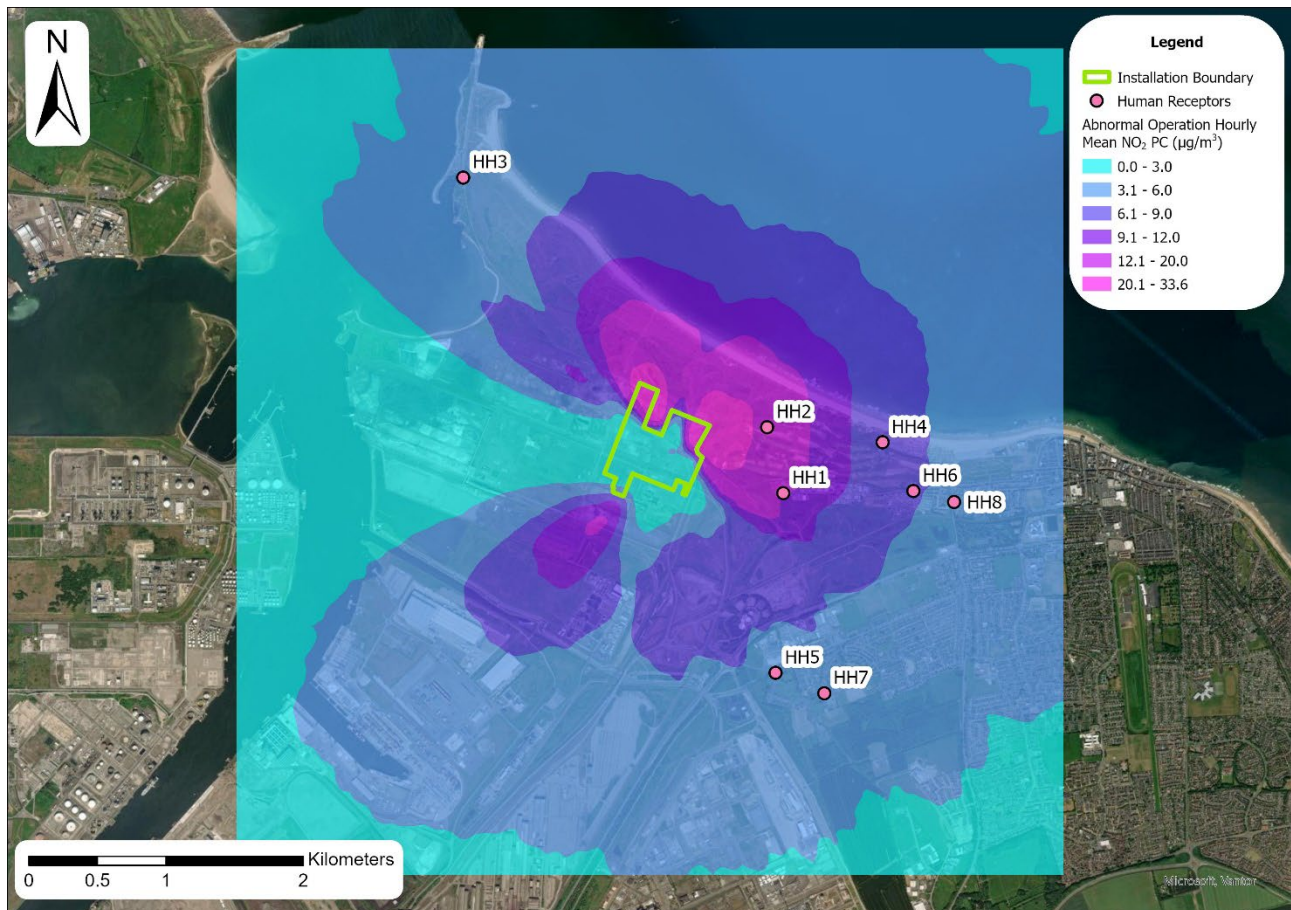 N
Legend
Installation Boundary
Human Receptors
Abnormal Operation Hourly
Mean NO₂ PC (µg/m³)
0.0 - 3.0
3.1 - 6.0
6.1 - 9.0
9.1 - 12.0
12.1 - 20.0
20.1 - 33.6
HH3
HH2
HH4
HH1
HH6
HH8
HH5
HH7
Kilometers
0 0.5 1 2
Microsoft, Vantor